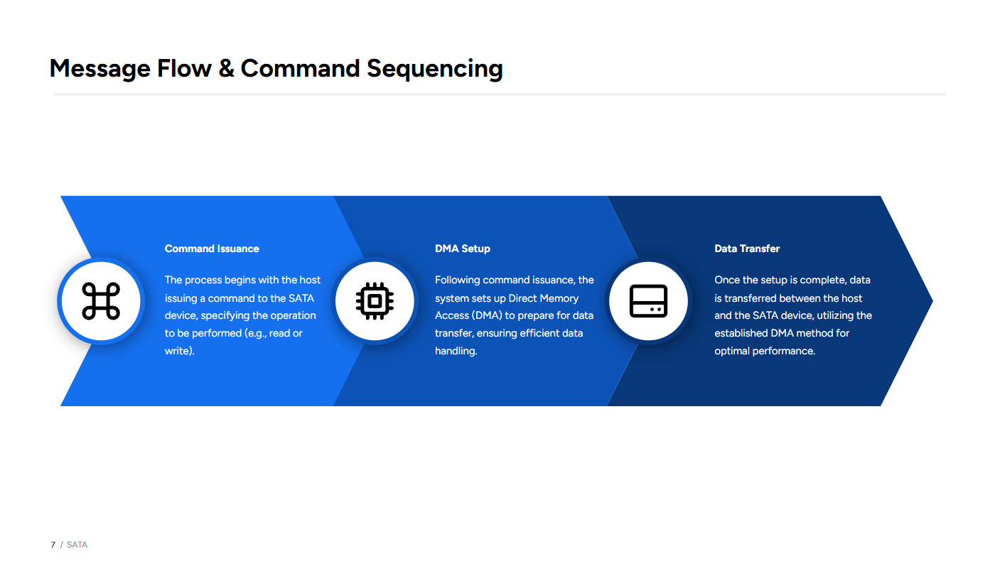 Message Flow & Command Sequencing
Command Issuance
The process begins with the host
issuing a command to the SATA
device, specifying the operation
to be performed (e.g., read or
write).
DMA Setup
Following command issuance, the
system sets up Direct Memory
Access (DMA) to prepare for data
transfer, ensuring efficient data
handling.
Data Transfer
Once the setup is complete, data
is transferred between the host
and the SATA device, utilizing the
established DMA method for
optimal performance.
7 / SATA